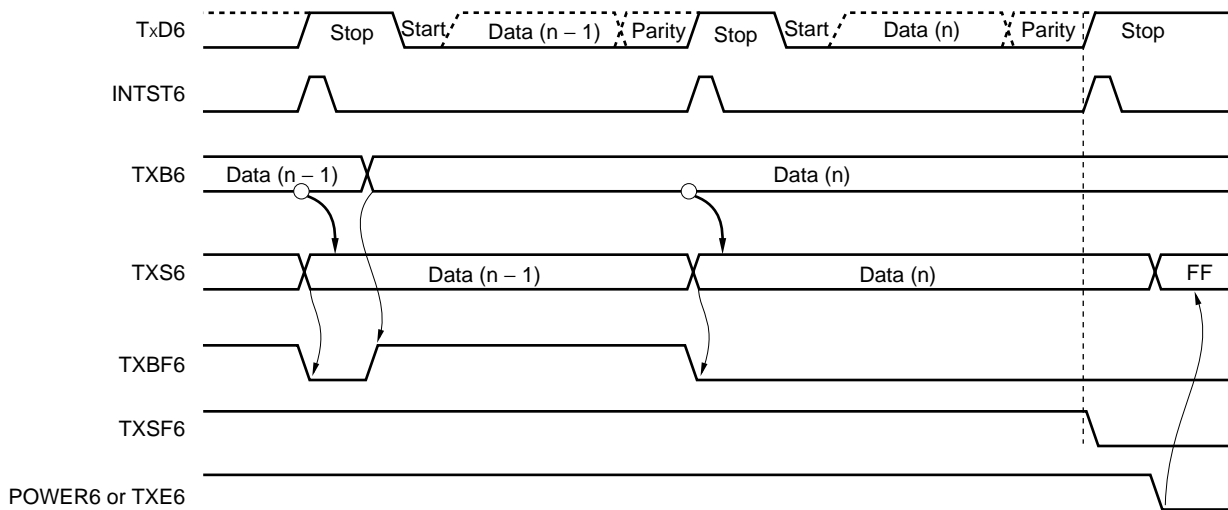 TxD6 Stop Start Data (n – 1) Parity Stop Start Data (n) Parity Stop
INTST6
TXB6 Data (n – 1) Data (n)
TXS6 Data (n – 1) Data (n) FF
TXBF6
TXSF6
POWER6 or TXE6